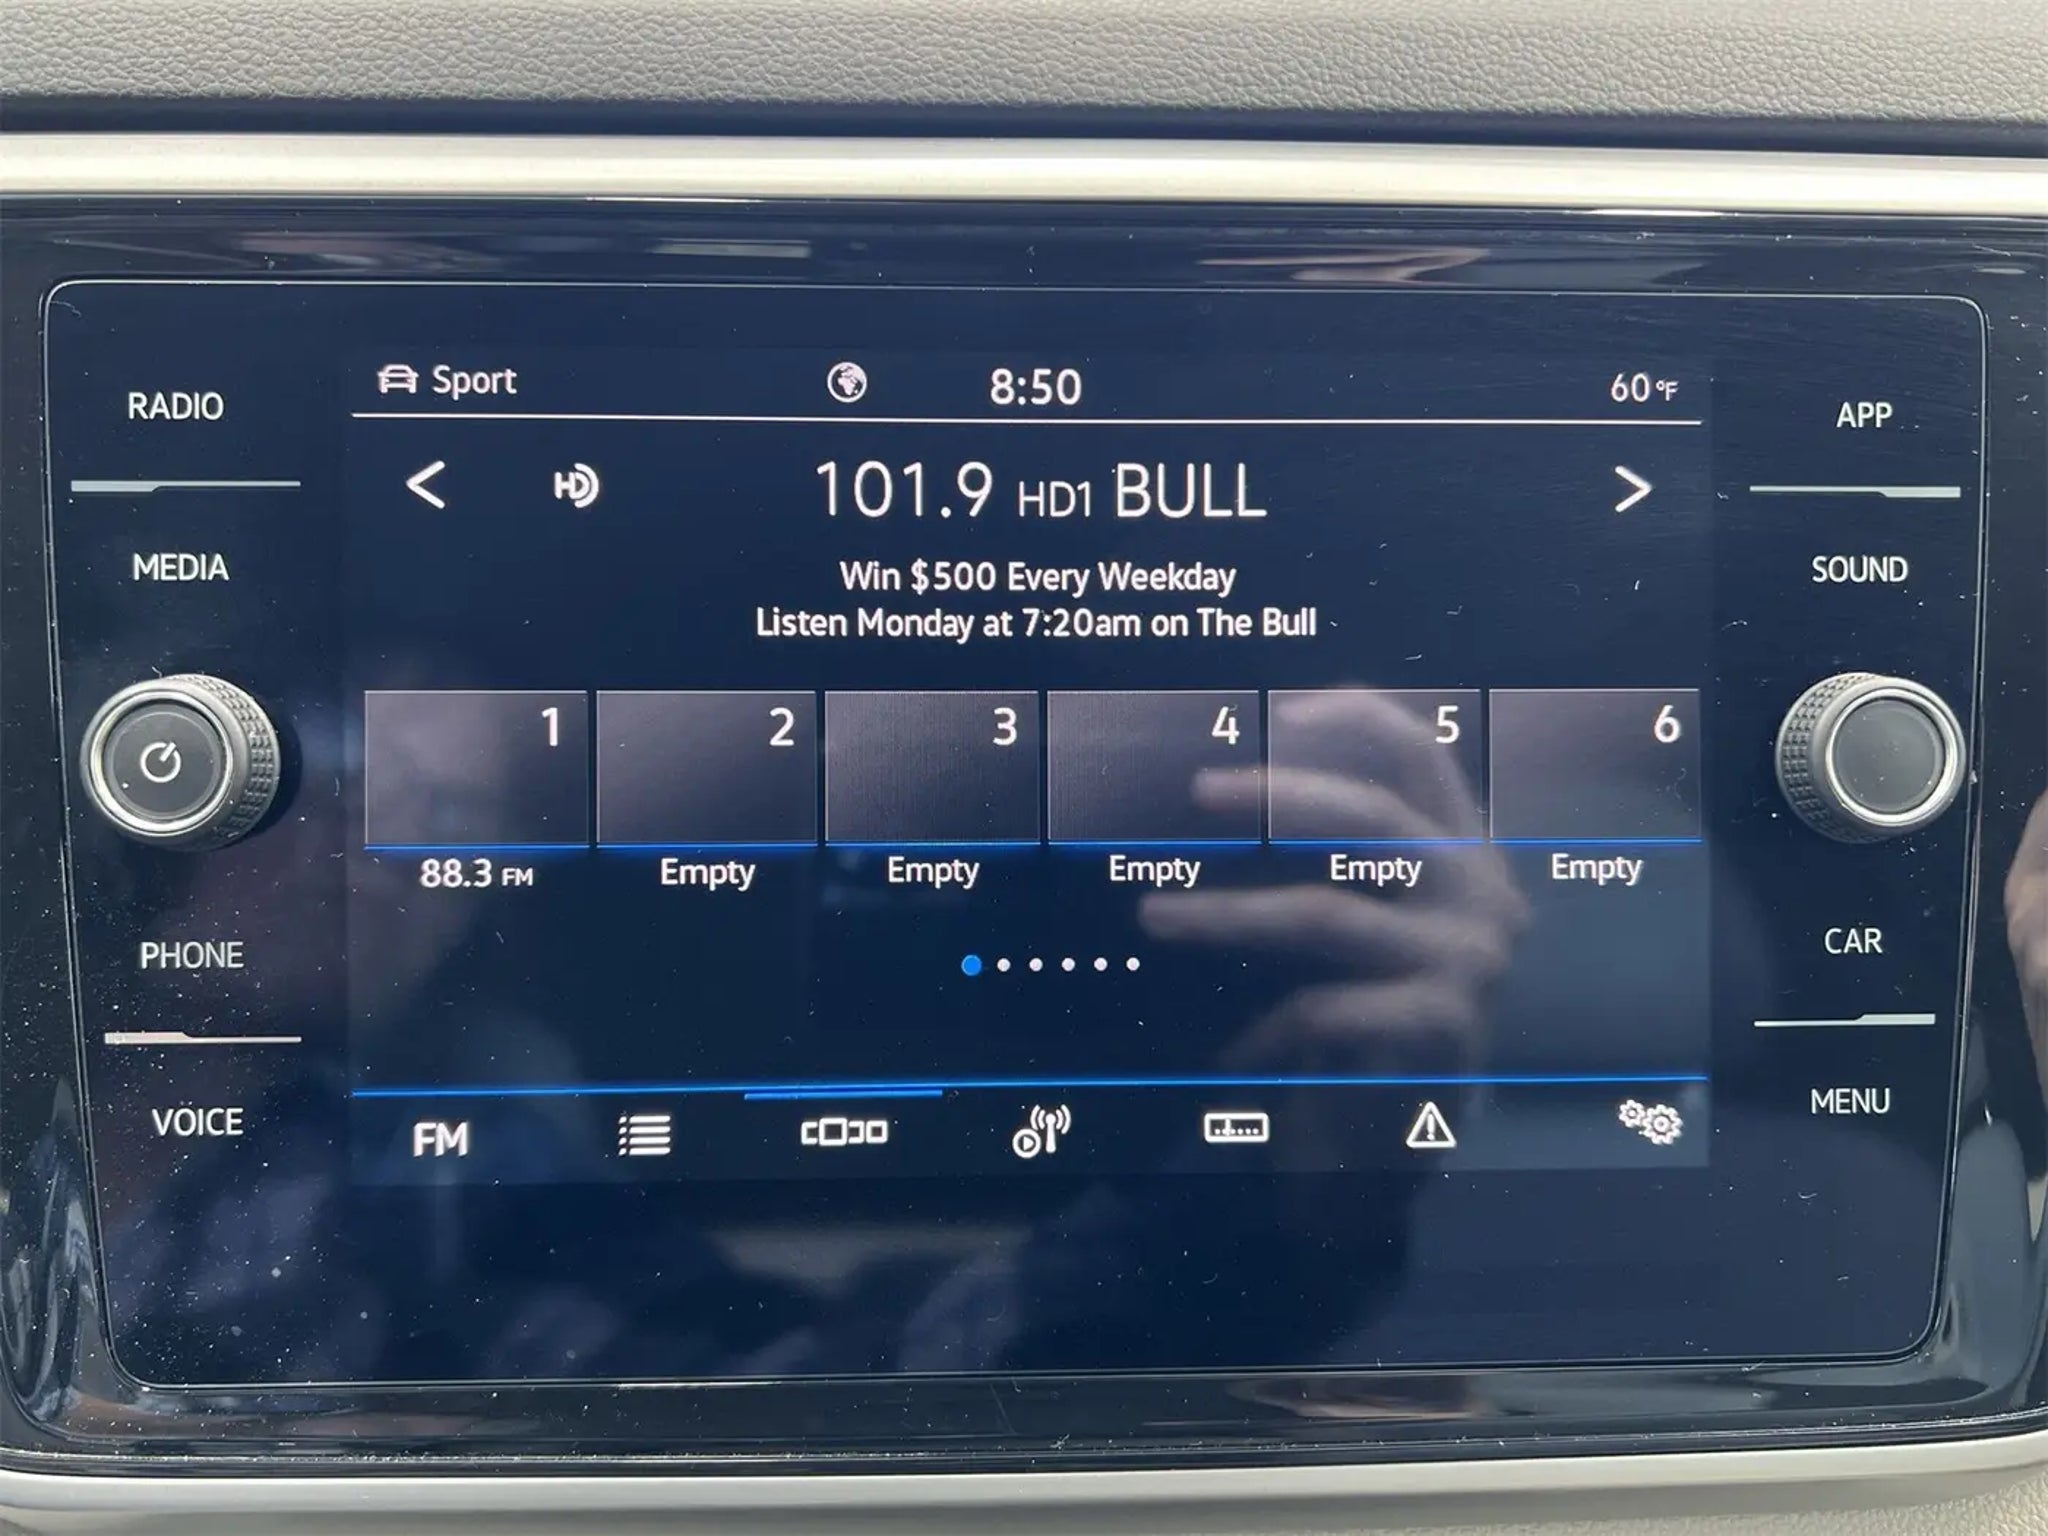 Sport 8:50 60°F
RADIO
APP
< HD 101.9 HD1 BULL >
MEDIA
Win $500 Every Weekday
SOUND
Listen Monday at 7:20am on The Bull
1 2 3 4 5 6
88.3 FM Empty Empty Empty Empty Empty
PHONE
CAR
VOICE
FM
MENU